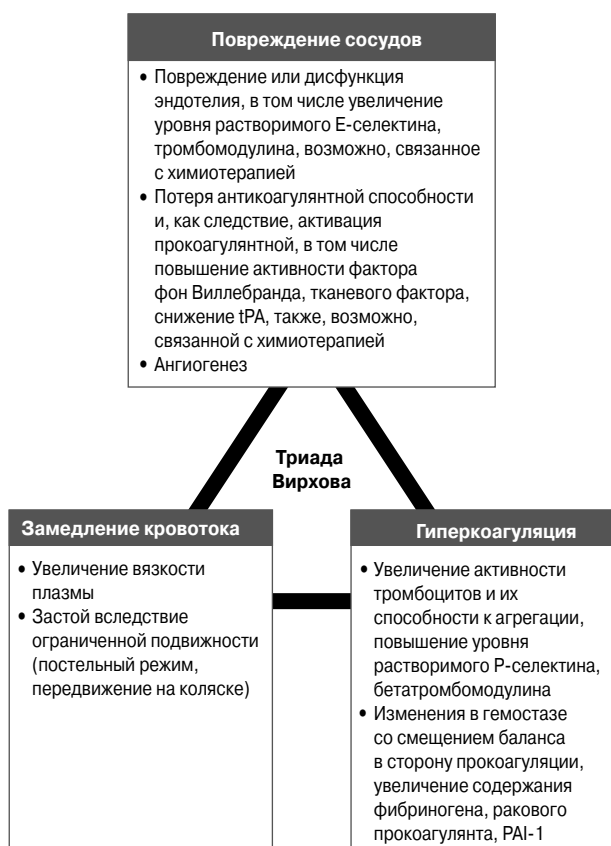 Повреждение сосудов
• Повреждение или дисфункция
эндотелия, в том числе увеличение
уровня растворимого Е-селектина,
тромбомодулина, возможно, связанное
с химиотерапией
• Потеря антикоагулянтной способности
и, как следствие, активация
прокоагулянтной, в том числе
повышение активности фактора
фон Виллебранда, тканевого фактора,
снижение tPA, также, возможно,
связанной с химиотерапией
• Ангиогенез
Триада
Вирхова
Замедление кровотока
• Увеличение вязкости
плазмы
• Застой вследствие
ограниченной подвижности
(постельный режим,
передвижение на коляске)
Гиперкоагуляция
• Увеличение активности
тромбоцитов и их
способности к агрегации,
повышение уровня
растворимого Р-селектина,
бетатромбомодулина
• Изменения в гемостазе
со смещением баланса
в сторону прокоагуляции,
увеличение содержания
фибриногена, ракового
прокоагулянта, PAI-1